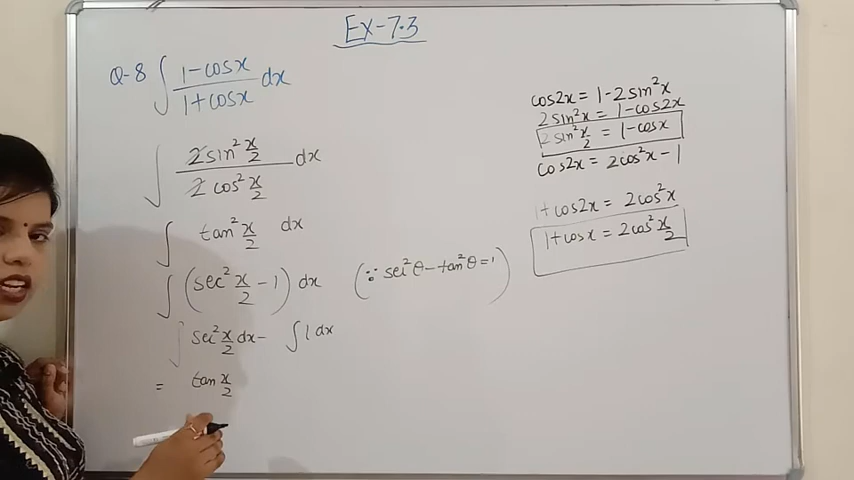 Ex-7.3
Q-8 ∫ (1-cosx)/(1+cosx) dx
∫ (2sin² x/2)/(2cos² x/2) dx
∫ tan² x/2 dx
∫ (sec² x/2 - 1) dx (∵ sec²θ - tan²θ = 1)
∫ sec² x/2 dx - ∫ 1 dx
= tan x/2
cos2x = 1-2sin²x
2sin²x = 1-cos2x
2sin² x/2 = 1-cosx
cos2x = 2cos²x-1
1+cos2x = 2cos²x
1+cosx = 2cos² x/2